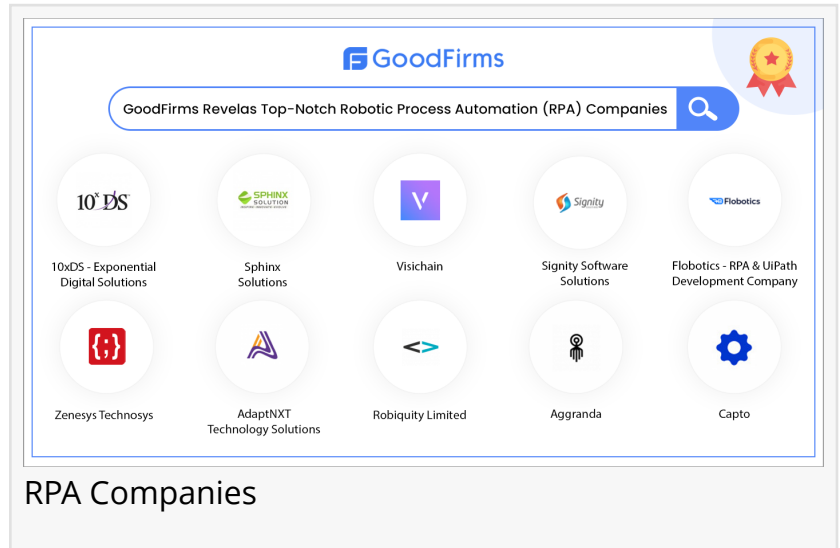 GoodFirms
GoodFirms Revelas Top-Notch Robotic Process Automation (RPA) Companies
10x DS
SPHINX
SOLUTION
V
Signity
Flobotics
10xDS - Exponential
Digital Solutions
Sphinx
Solutions
Visichain
Signity Software
Solutions
Flobotics - RPA & UiPath
Development Company
{;}
<>
Zenesys Technosys
AdaptNXT
Technology Solutions
Robiquity Limited
Aggranda
Capto
RPA Companies